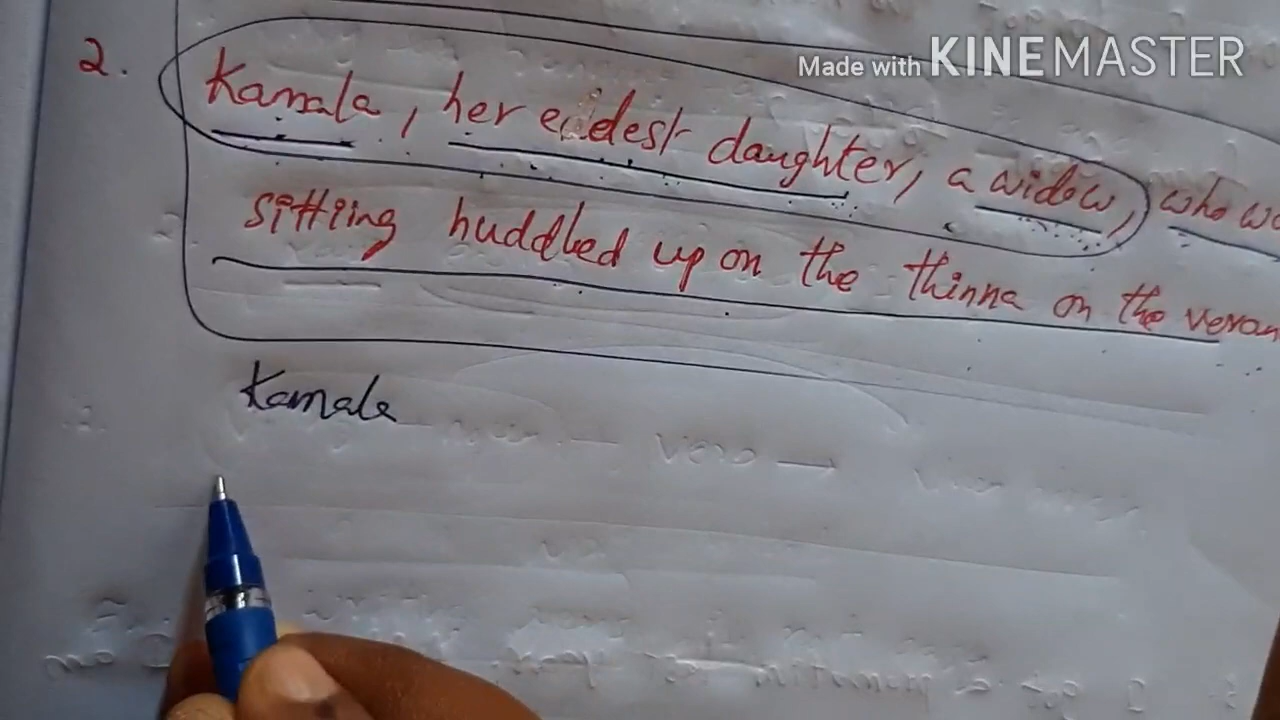 Made with KINEMASTER
2. Kamala, her eldest daughter, a widow, who
sitting huddled up on the thinna on the veran
Kamala